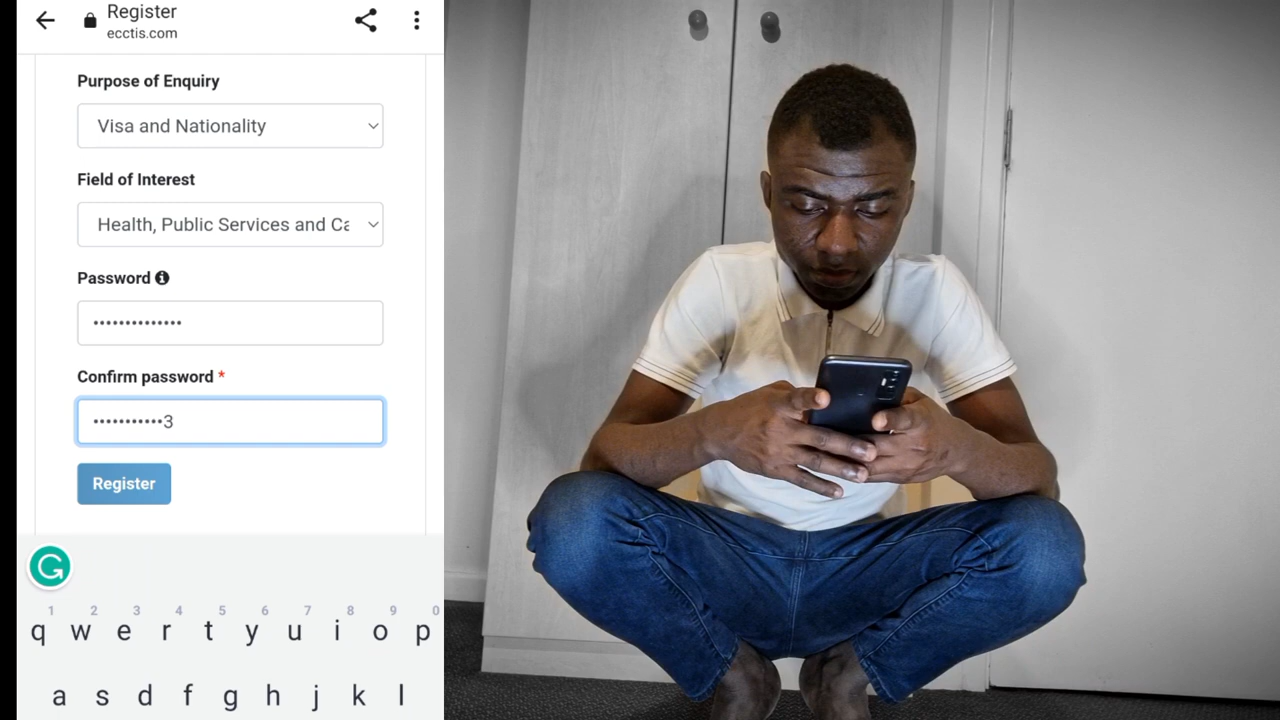 Register
ecctis.com
Purpose of Enquiry
Visa and Nationality
Field of Interest
Health, Public Services and Ca
Password
••••••••••••••
Confirm password *
•••••••••••3
Register
1 2 3 4 5 6 7 8 9 0
q w e r t y u i o p
a s d f g h j k l